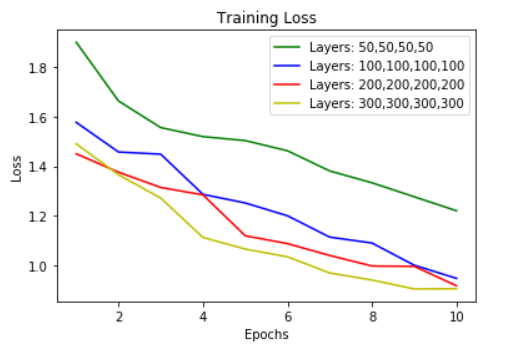 Training Loss
Layers: 50,50,50,50
Layers: 100,100,100,100
Layers: 200,200,200,200
Layers: 300,300,300,300
Loss
1.8
1.6
1.4
1.2
1.0
2 4 6 8 10
Epochs